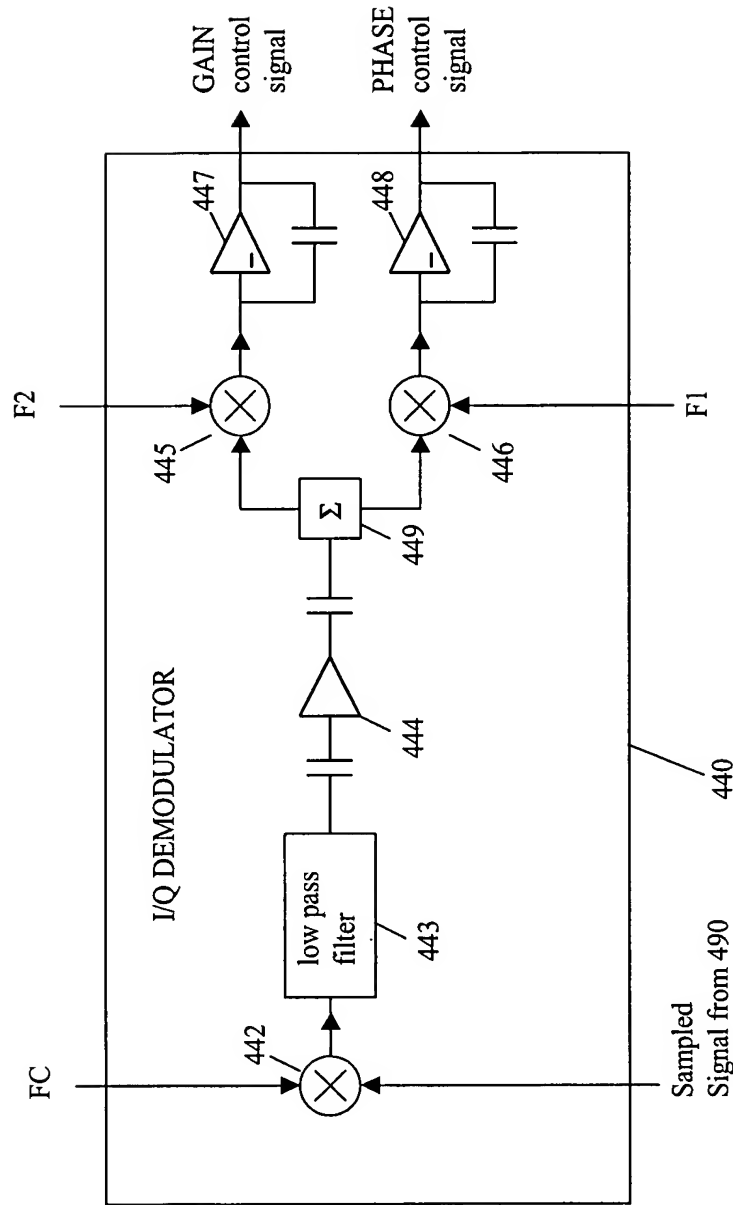 I/Q DEMODULATOR
FC
442
Sampled
Signal from 490
low pass
filter
443
444
Σ
449
F2
445
446
F1
447
448
GAIN
control
signal
PHASE
control
signal
440